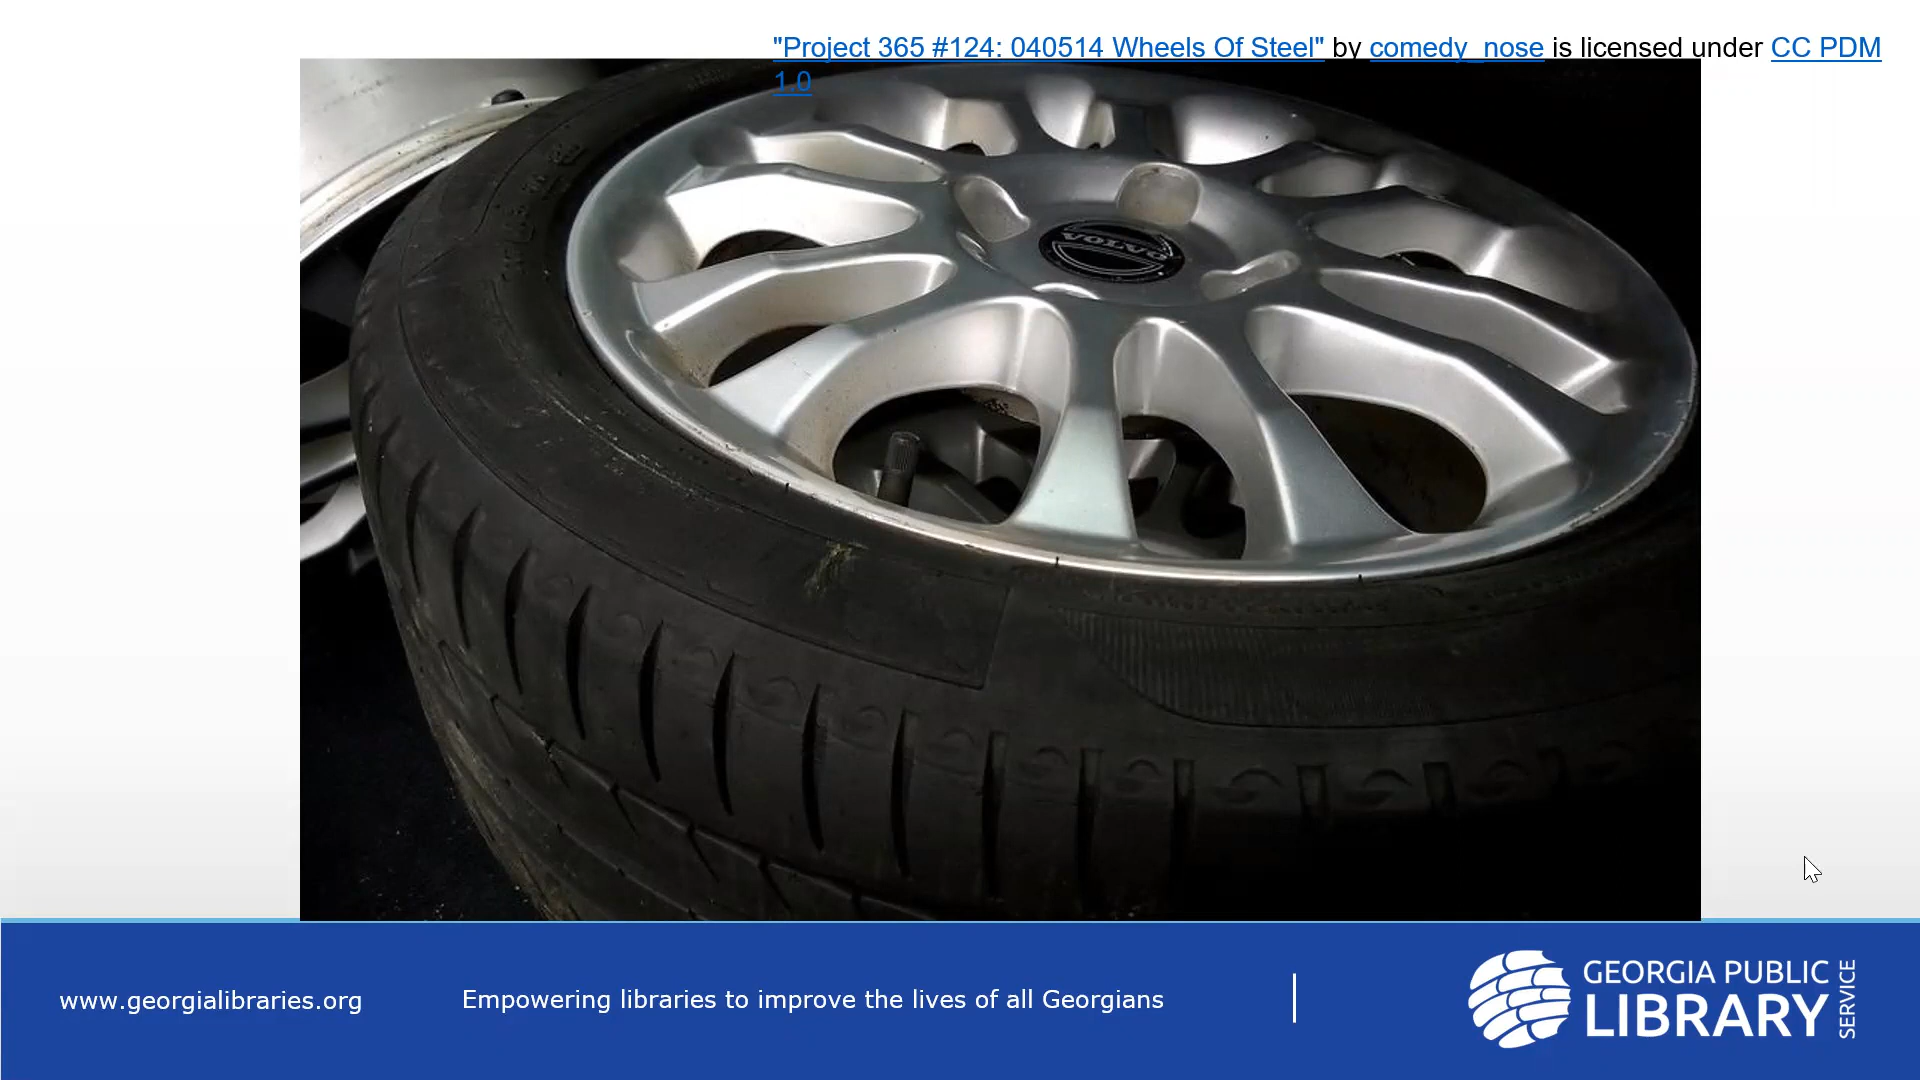 "Project 365 #124: 040514 Wheels Of Steel" by comedy_nose is licensed under CC PDM
1.0
VOLVO
www.georgialibraries.org
Empowering libraries to improve the lives of all Georgians
GEORGIA PUBLIC
LIBRARY
SERVICE